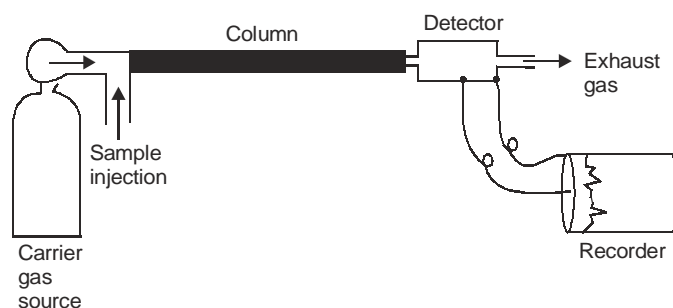 Detector
Column
Exhaust
gas
Sample
injection
Carrier
gas
source
Recorder